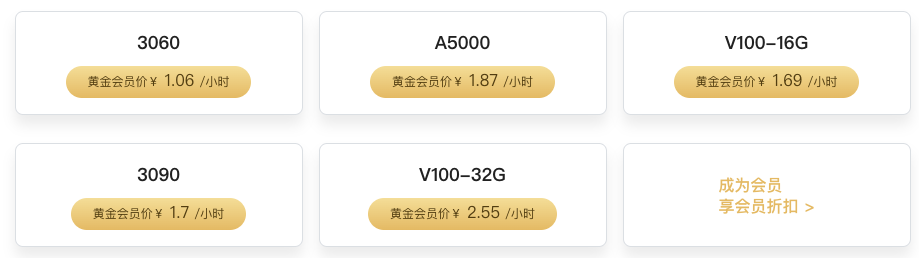 3060
黄金会员价￥ 1.06 /小时
A5000
黄金会员价￥ 1.87 /小时
V100-16G
黄金会员价￥ 1.69 /小时
3090
黄金会员价￥ 1.7 /小时
V100-32G
黄金会员价￥ 2.55 /小时
成为会员
享会员折扣 >